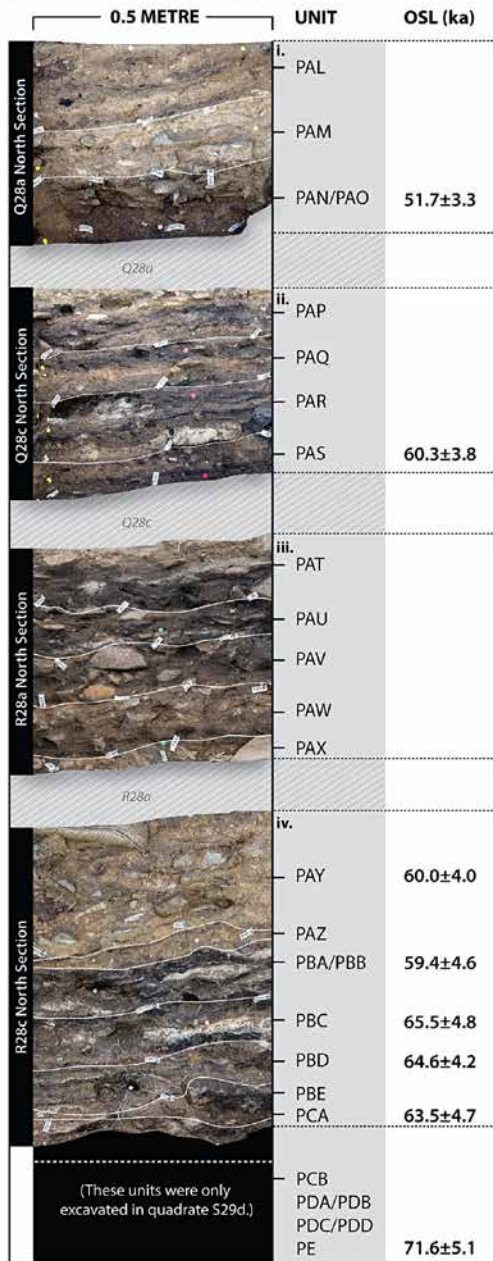 0.5 METRE UNIT OSL (ka)
Q28a North Section
i.
PAL
PAM
PAN/PAO 51.7±3.3
Q28a
Q28c North Section
ii.
PAP
PAQ
PAR
PAS 60.3±3.8
Q28c
R28a North Section
iii.
PAT
PAU
PAV
PAW
PAX
R28a
R28c North Section
iv.
PAY 60.0±4.0
PAZ
PBA/PBB 59.4±4.6
PBC 65.5±4.8
PBD 64.6±4.2
PBE
PCA 63.5±4.7
(These units were only
excavated in quadrate S29d.)
PCB
PDA/PDB
PDC/PDD
PE 71.6±5.1